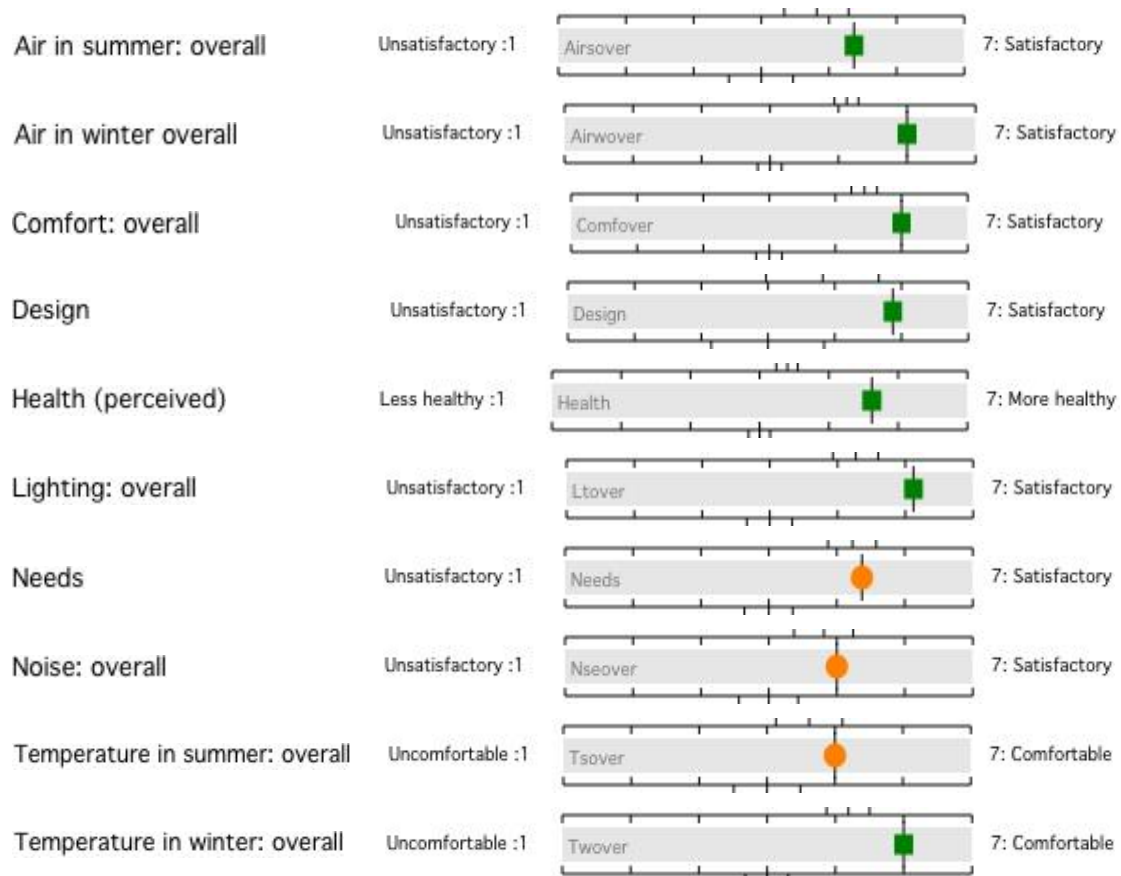 Air in summer: overall Unsatisfactory :1 Airsover 7: Satisfactory
Air in winter overall Unsatisfactory :1 Airwover 7: Satisfactory
Comfort: overall Unsatisfactory :1 Comfover 7: Satisfactory
Design Unsatisfactory :1 Design 7: Satisfactory
Health (perceived) Less healthy :1 Health 7: More healthy
Lighting: overall Unsatisfactory :1 Ltover 7: Satisfactory
Needs Unsatisfactory :1 Needs 7: Satisfactory
Noise: overall Unsatisfactory :1 Nseover 7: Satisfactory
Temperature in summer: overall Uncomfortable :1 Tsover 7: Comfortable
Temperature in winter: overall Uncomfortable :1 Twover 7: Comfortable